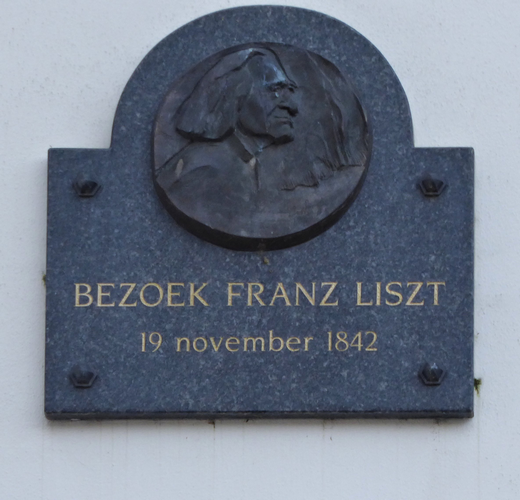 BEZOEK FRANZ LISZT
19 november 1842